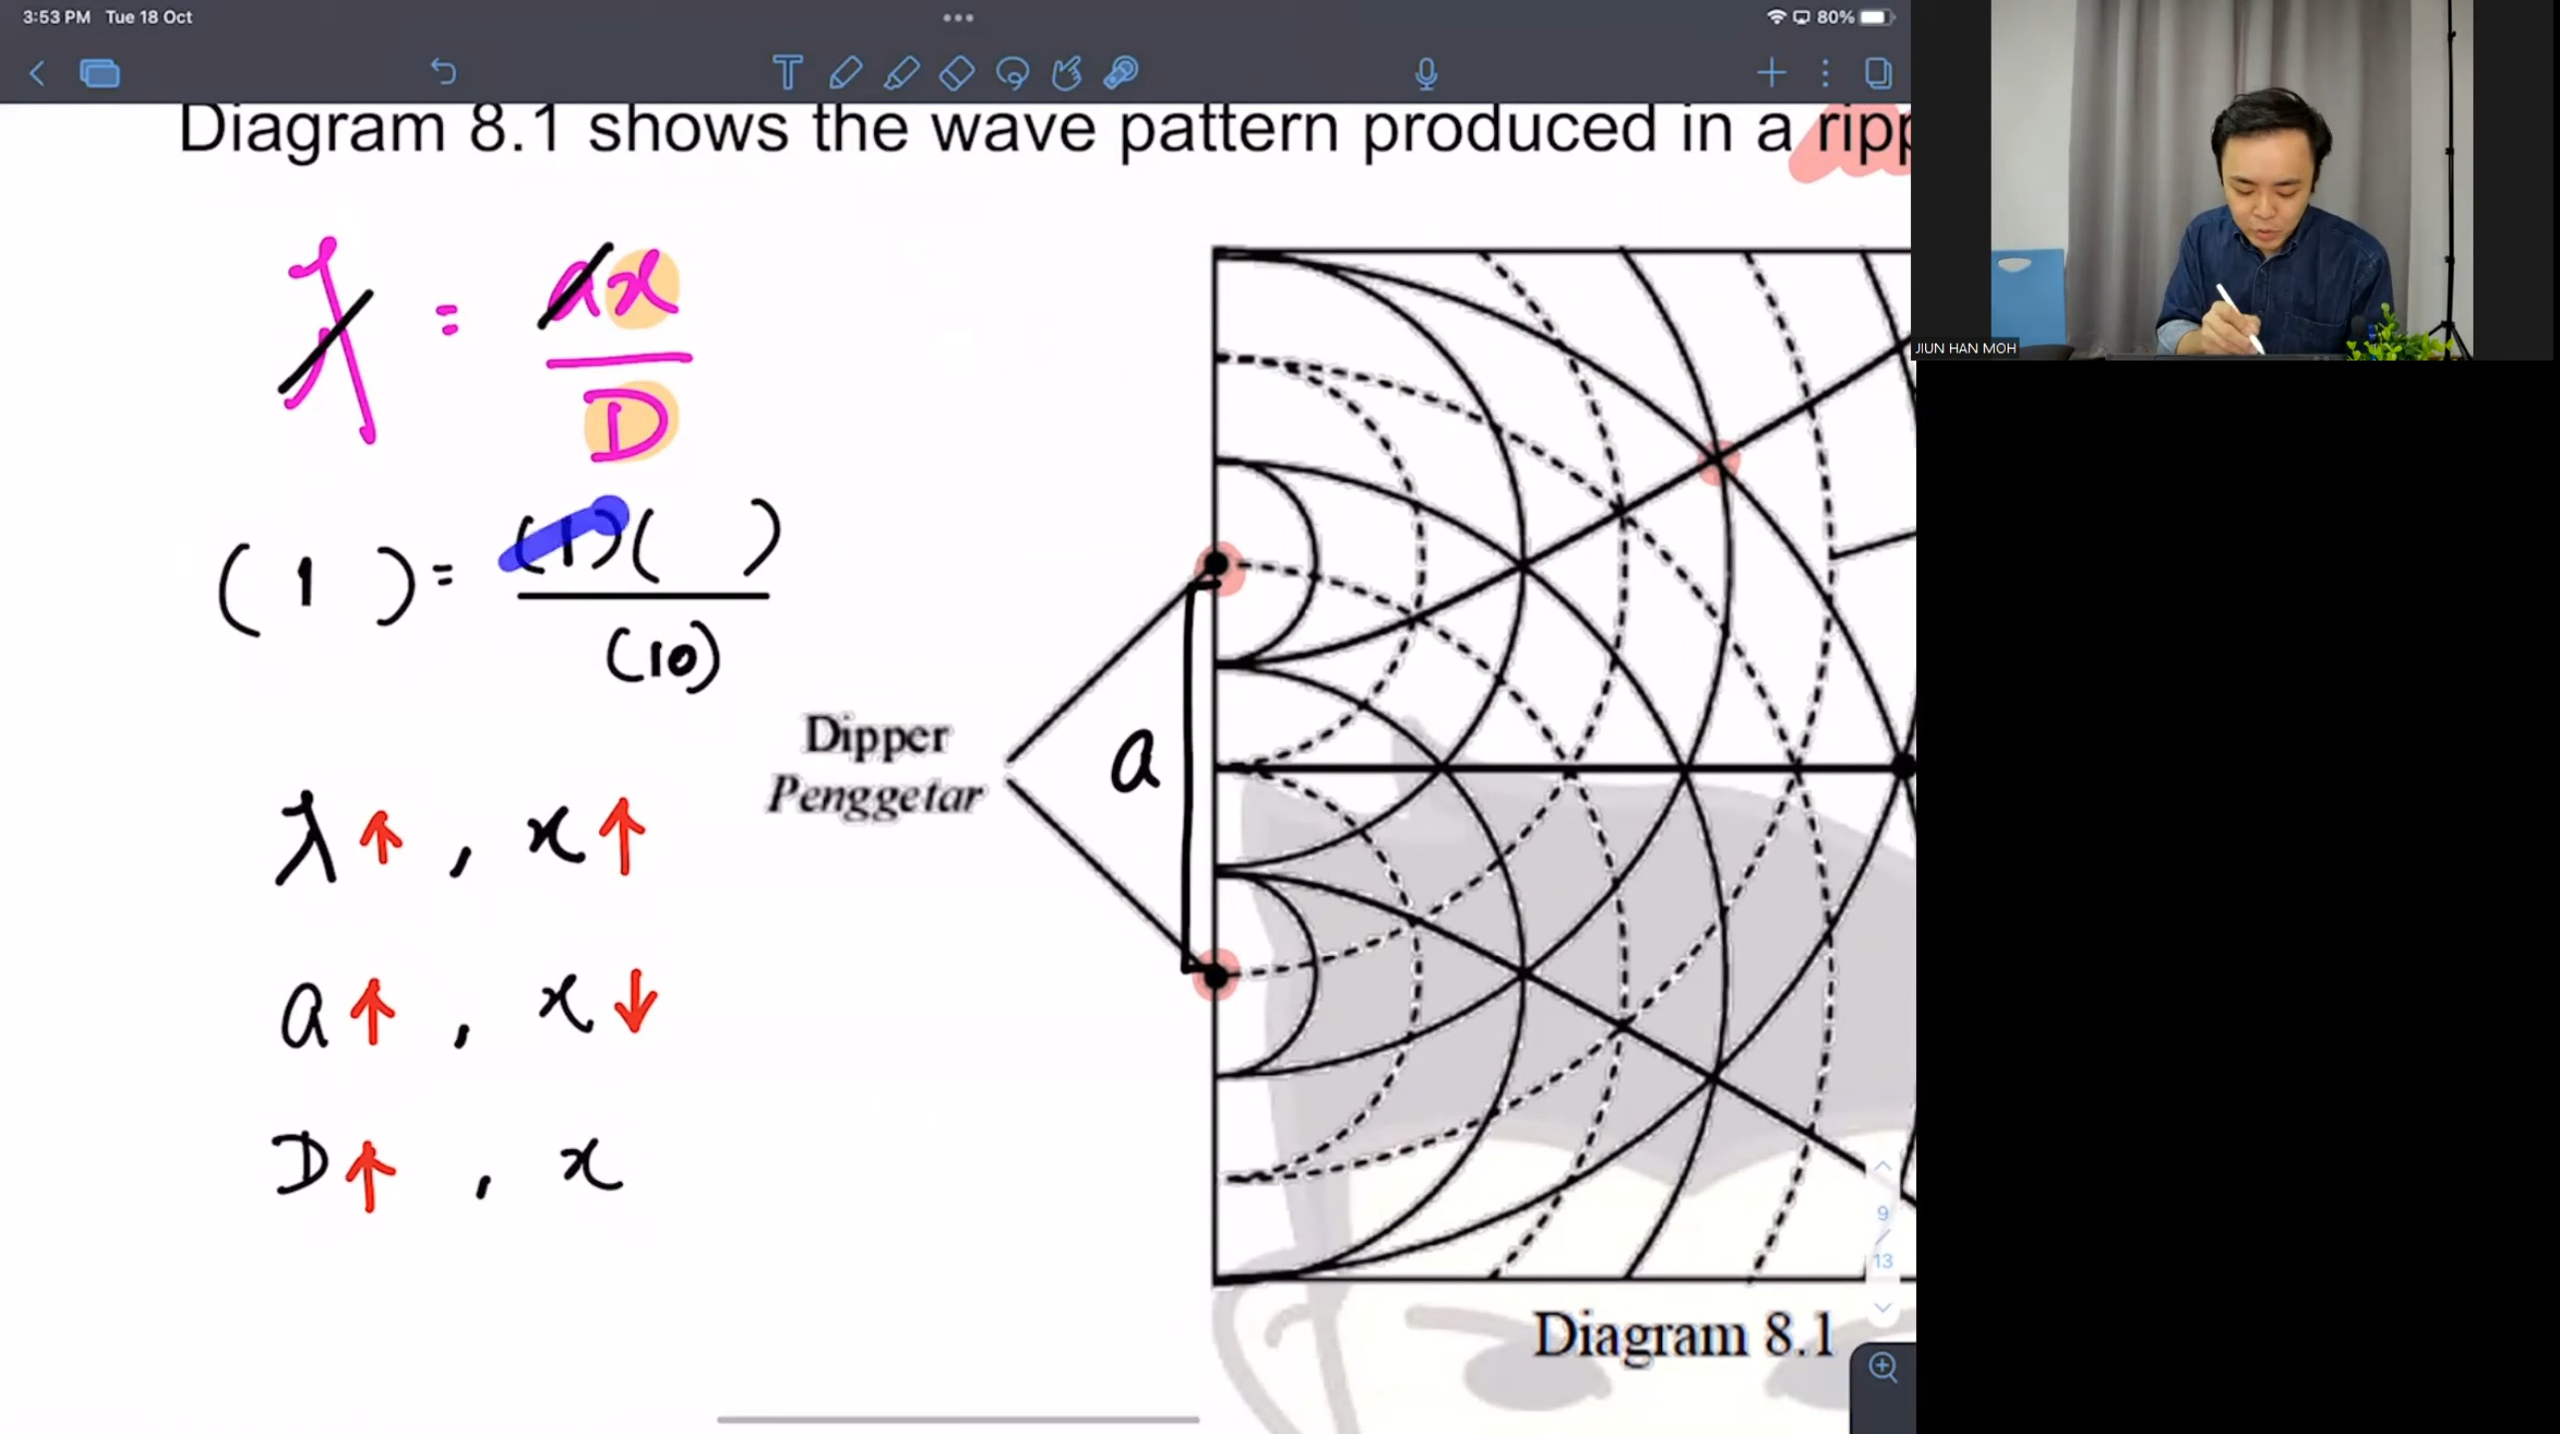 3:53 PM Tue 18 Oct
80%
T
Diagram 8.1 shows the wave pattern produced in a ripp
JIUN HAN MOH
λ = ax
D
( 1 ) = (1)( )
(10)
Dipper
Penggetar
a
λ↑ , x↑
a↑ , x↓
D↑ , x
9
/
13
Diagram 8.1